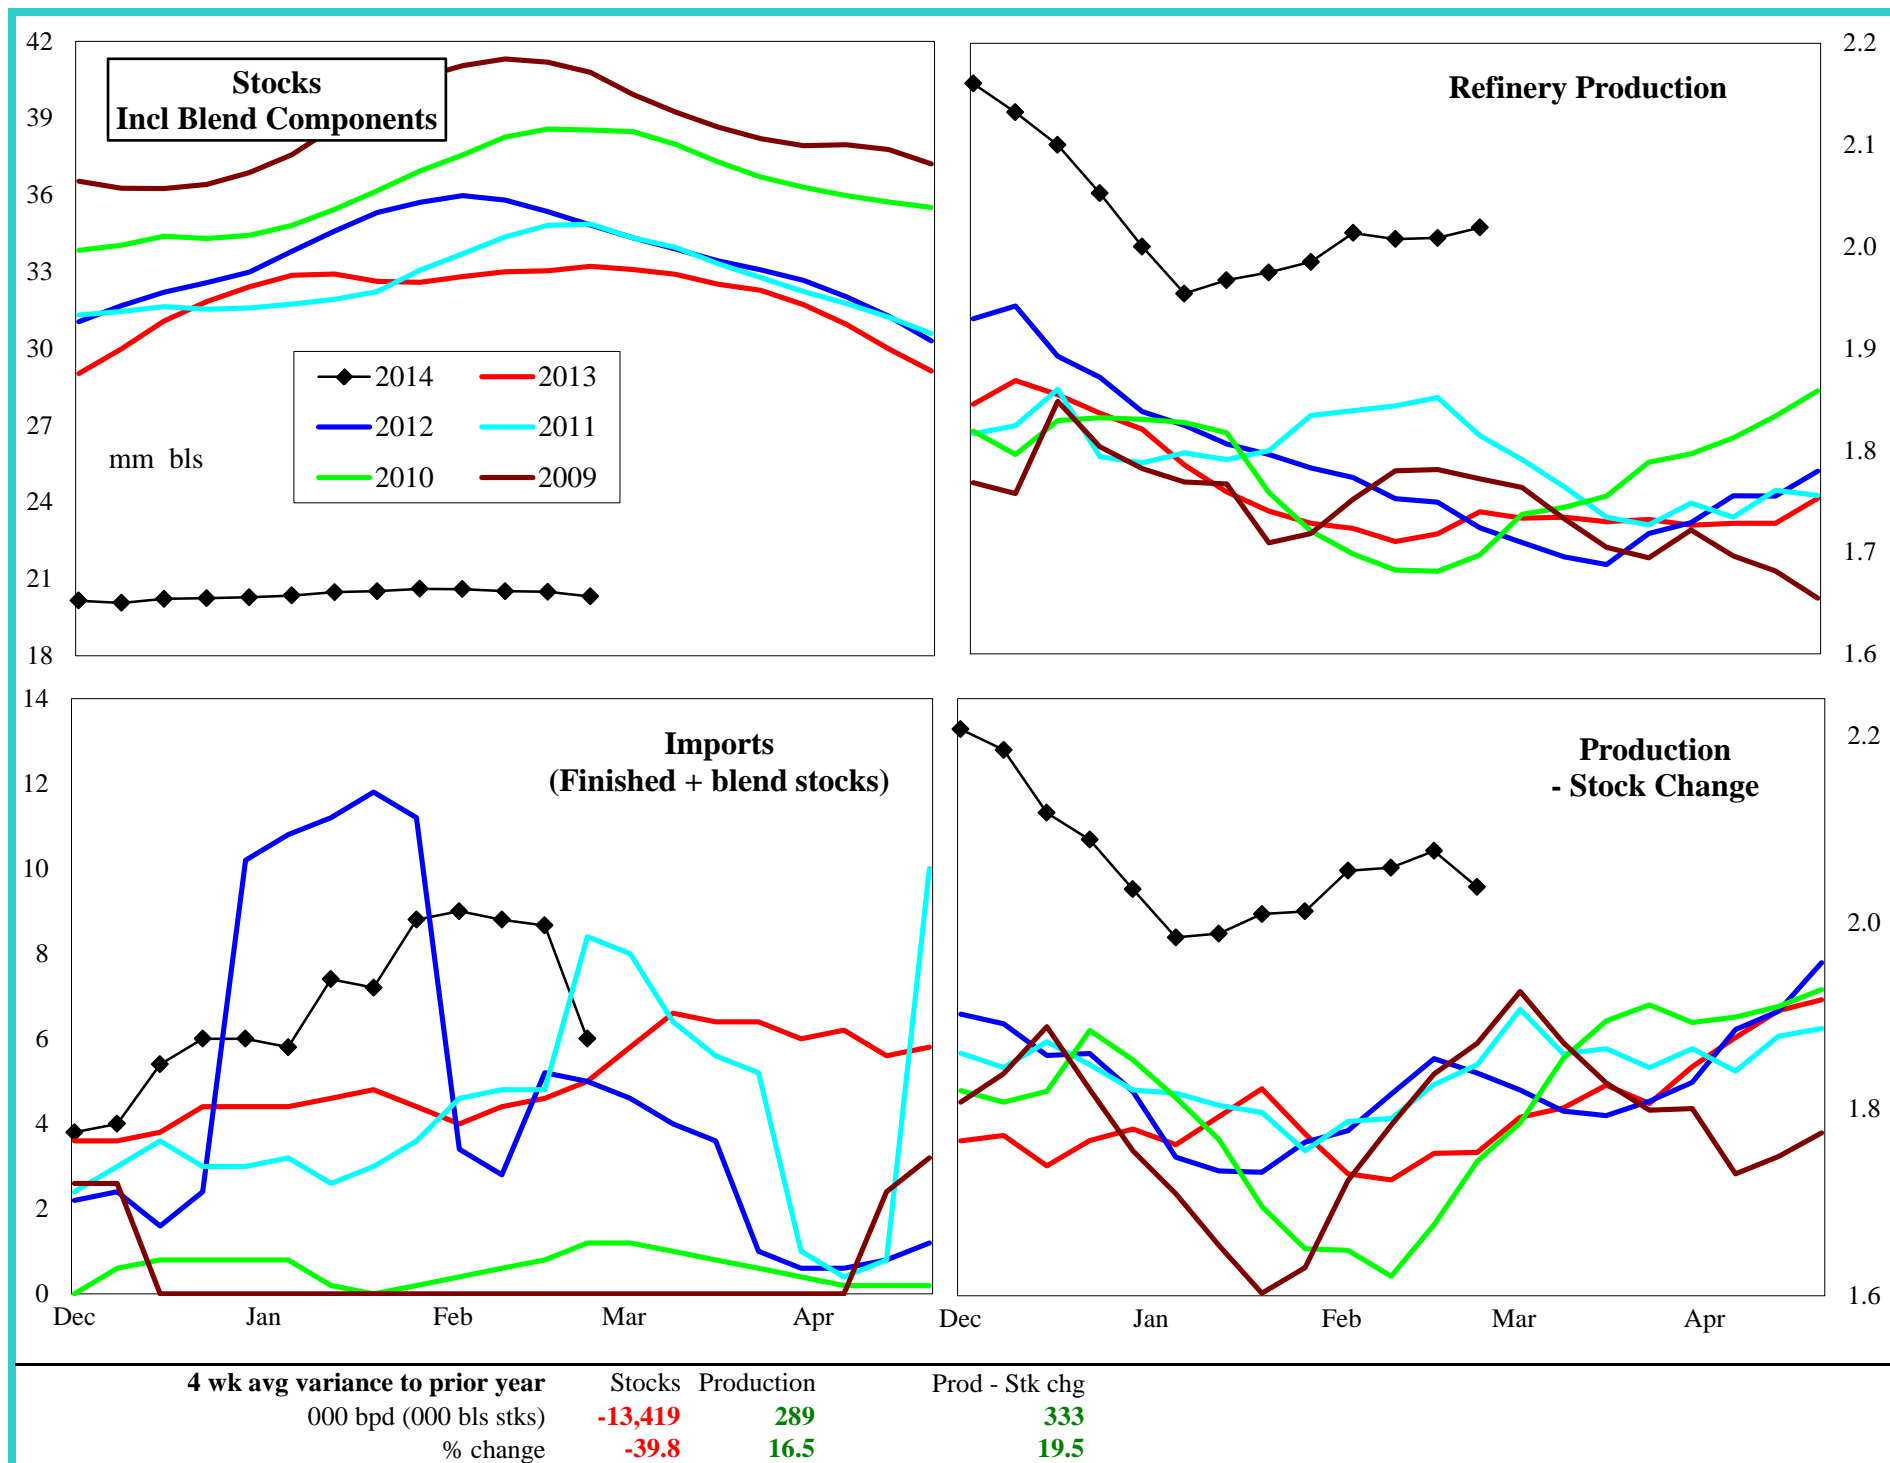 42
39
36
33
30
27
24
21
18
Stocks
Incl Blend Components
2014 2013
2012 2011
2010 2009
mm bls
Refinery Production
2.2
2.1
2.0
1.9
1.8
1.7
1.6
14
12
10
8
6
4
2
0
Imports
(Finished + blend stocks)
Dec Jan Feb Mar Apr
Production
- Stock Change
2.2
2.0
1.8
1.6
Dec Jan Feb Mar Apr
4 wk avg variance to prior year Stocks Production Prod - Stk chg
000 bpd (000 bls stks) -13,419 289 333
% change -39.8 16.5 19.5